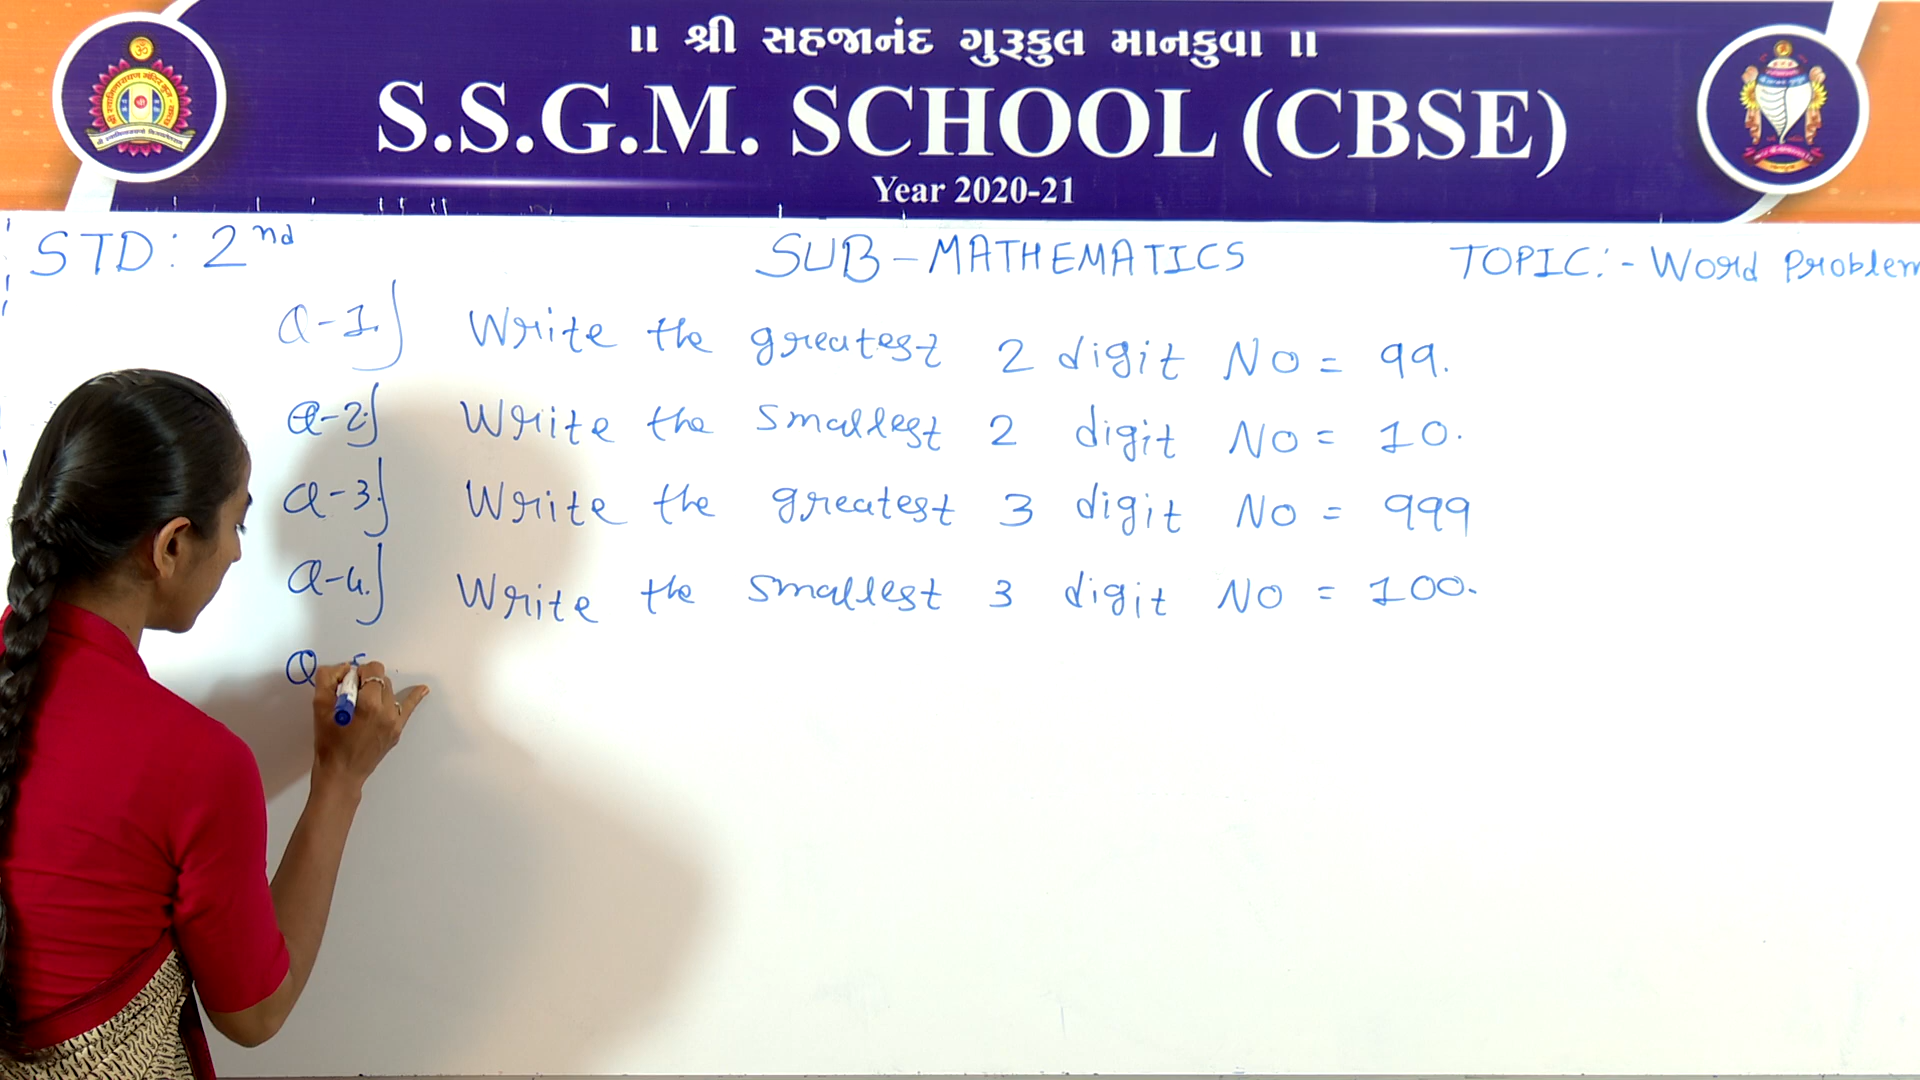 ॥ શ્રી સહજાનંદ ગુરૂકુલ માનકુવા ॥
S.S.G.M. SCHOOL (CBSE)
Year 2020-21
STD : 2nd SUB - MATHEMATICS TOPIC :- Word Problem
Q-1.) Write the greatest 2 digit NO = 99.
Q-2.) Write the smallest 2 digit NO = 10.
Q-3.) Write the greatest 3 digit NO = 999
Q-4.) Write the smallest 3 digit NO = 100.
Q